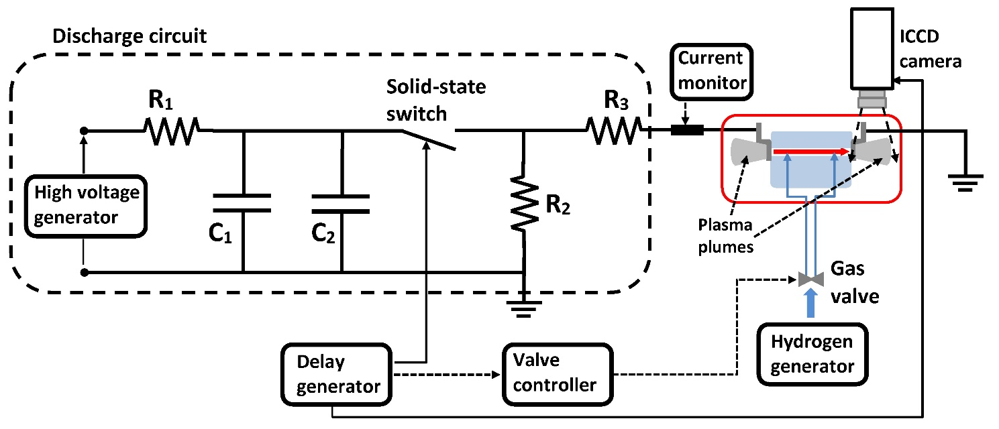 Discharge circuit
R1
Solid-state
switch
R3
Current
monitor
ICCD
camera
High voltage
generator
C1
C2
R2
Plasma
plumes
Gas
valve
Delay
generator
Valve
controller
Hydrogen
generator